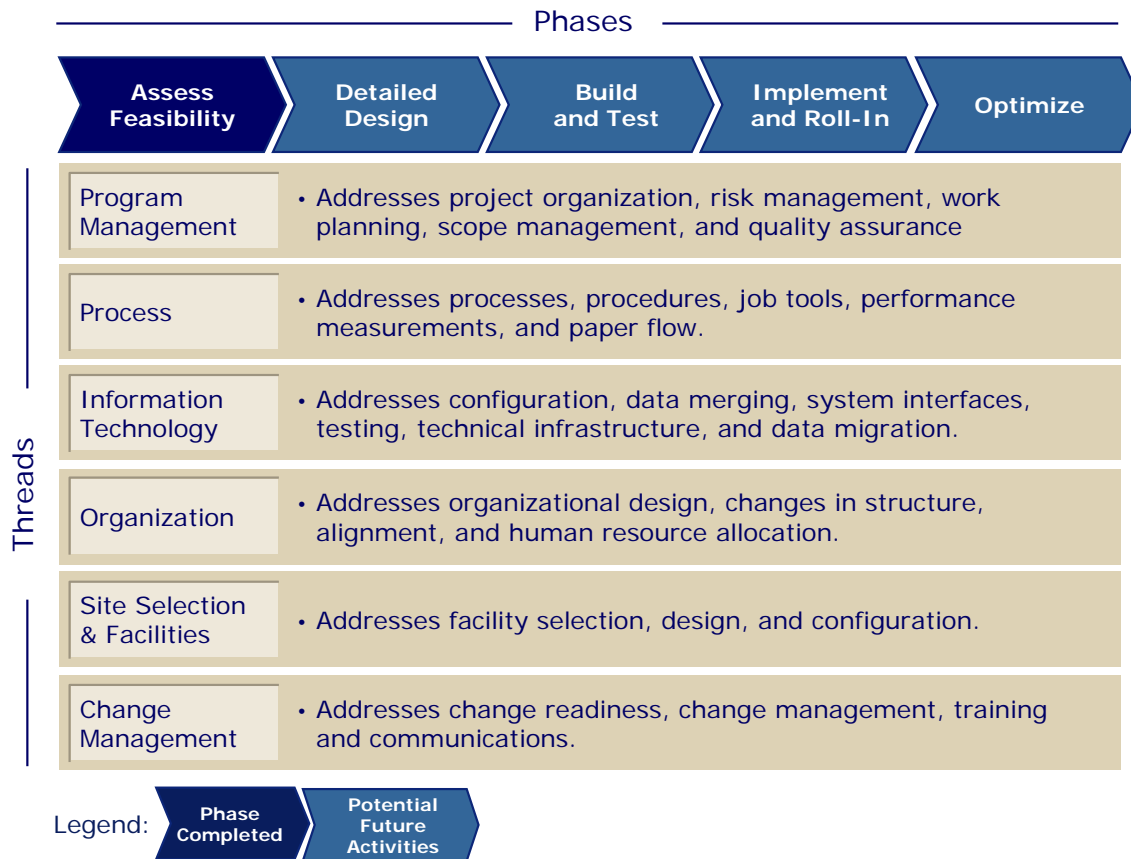 Phases
Assess
Feasibility
Detailed
Design
Build
and Test
Implement
and Roll-In
Optimize
Threads
Program
Management
• Addresses project organization, risk management, work
planning, scope management, and quality assurance
Process
• Addresses processes, procedures, job tools, performance
measurements, and paper flow.
Information
Technology
• Addresses configuration, data merging, system interfaces,
testing, technical infrastructure, and data migration.
Organization
• Addresses organizational design, changes in structure,
alignment, and human resource allocation.
Site Selection
& Facilities
• Addresses facility selection, design, and configuration.
Change
Management
• Addresses change readiness, change management, training
and communications.
Legend:
Phase
Completed
Potential
Future
Activities